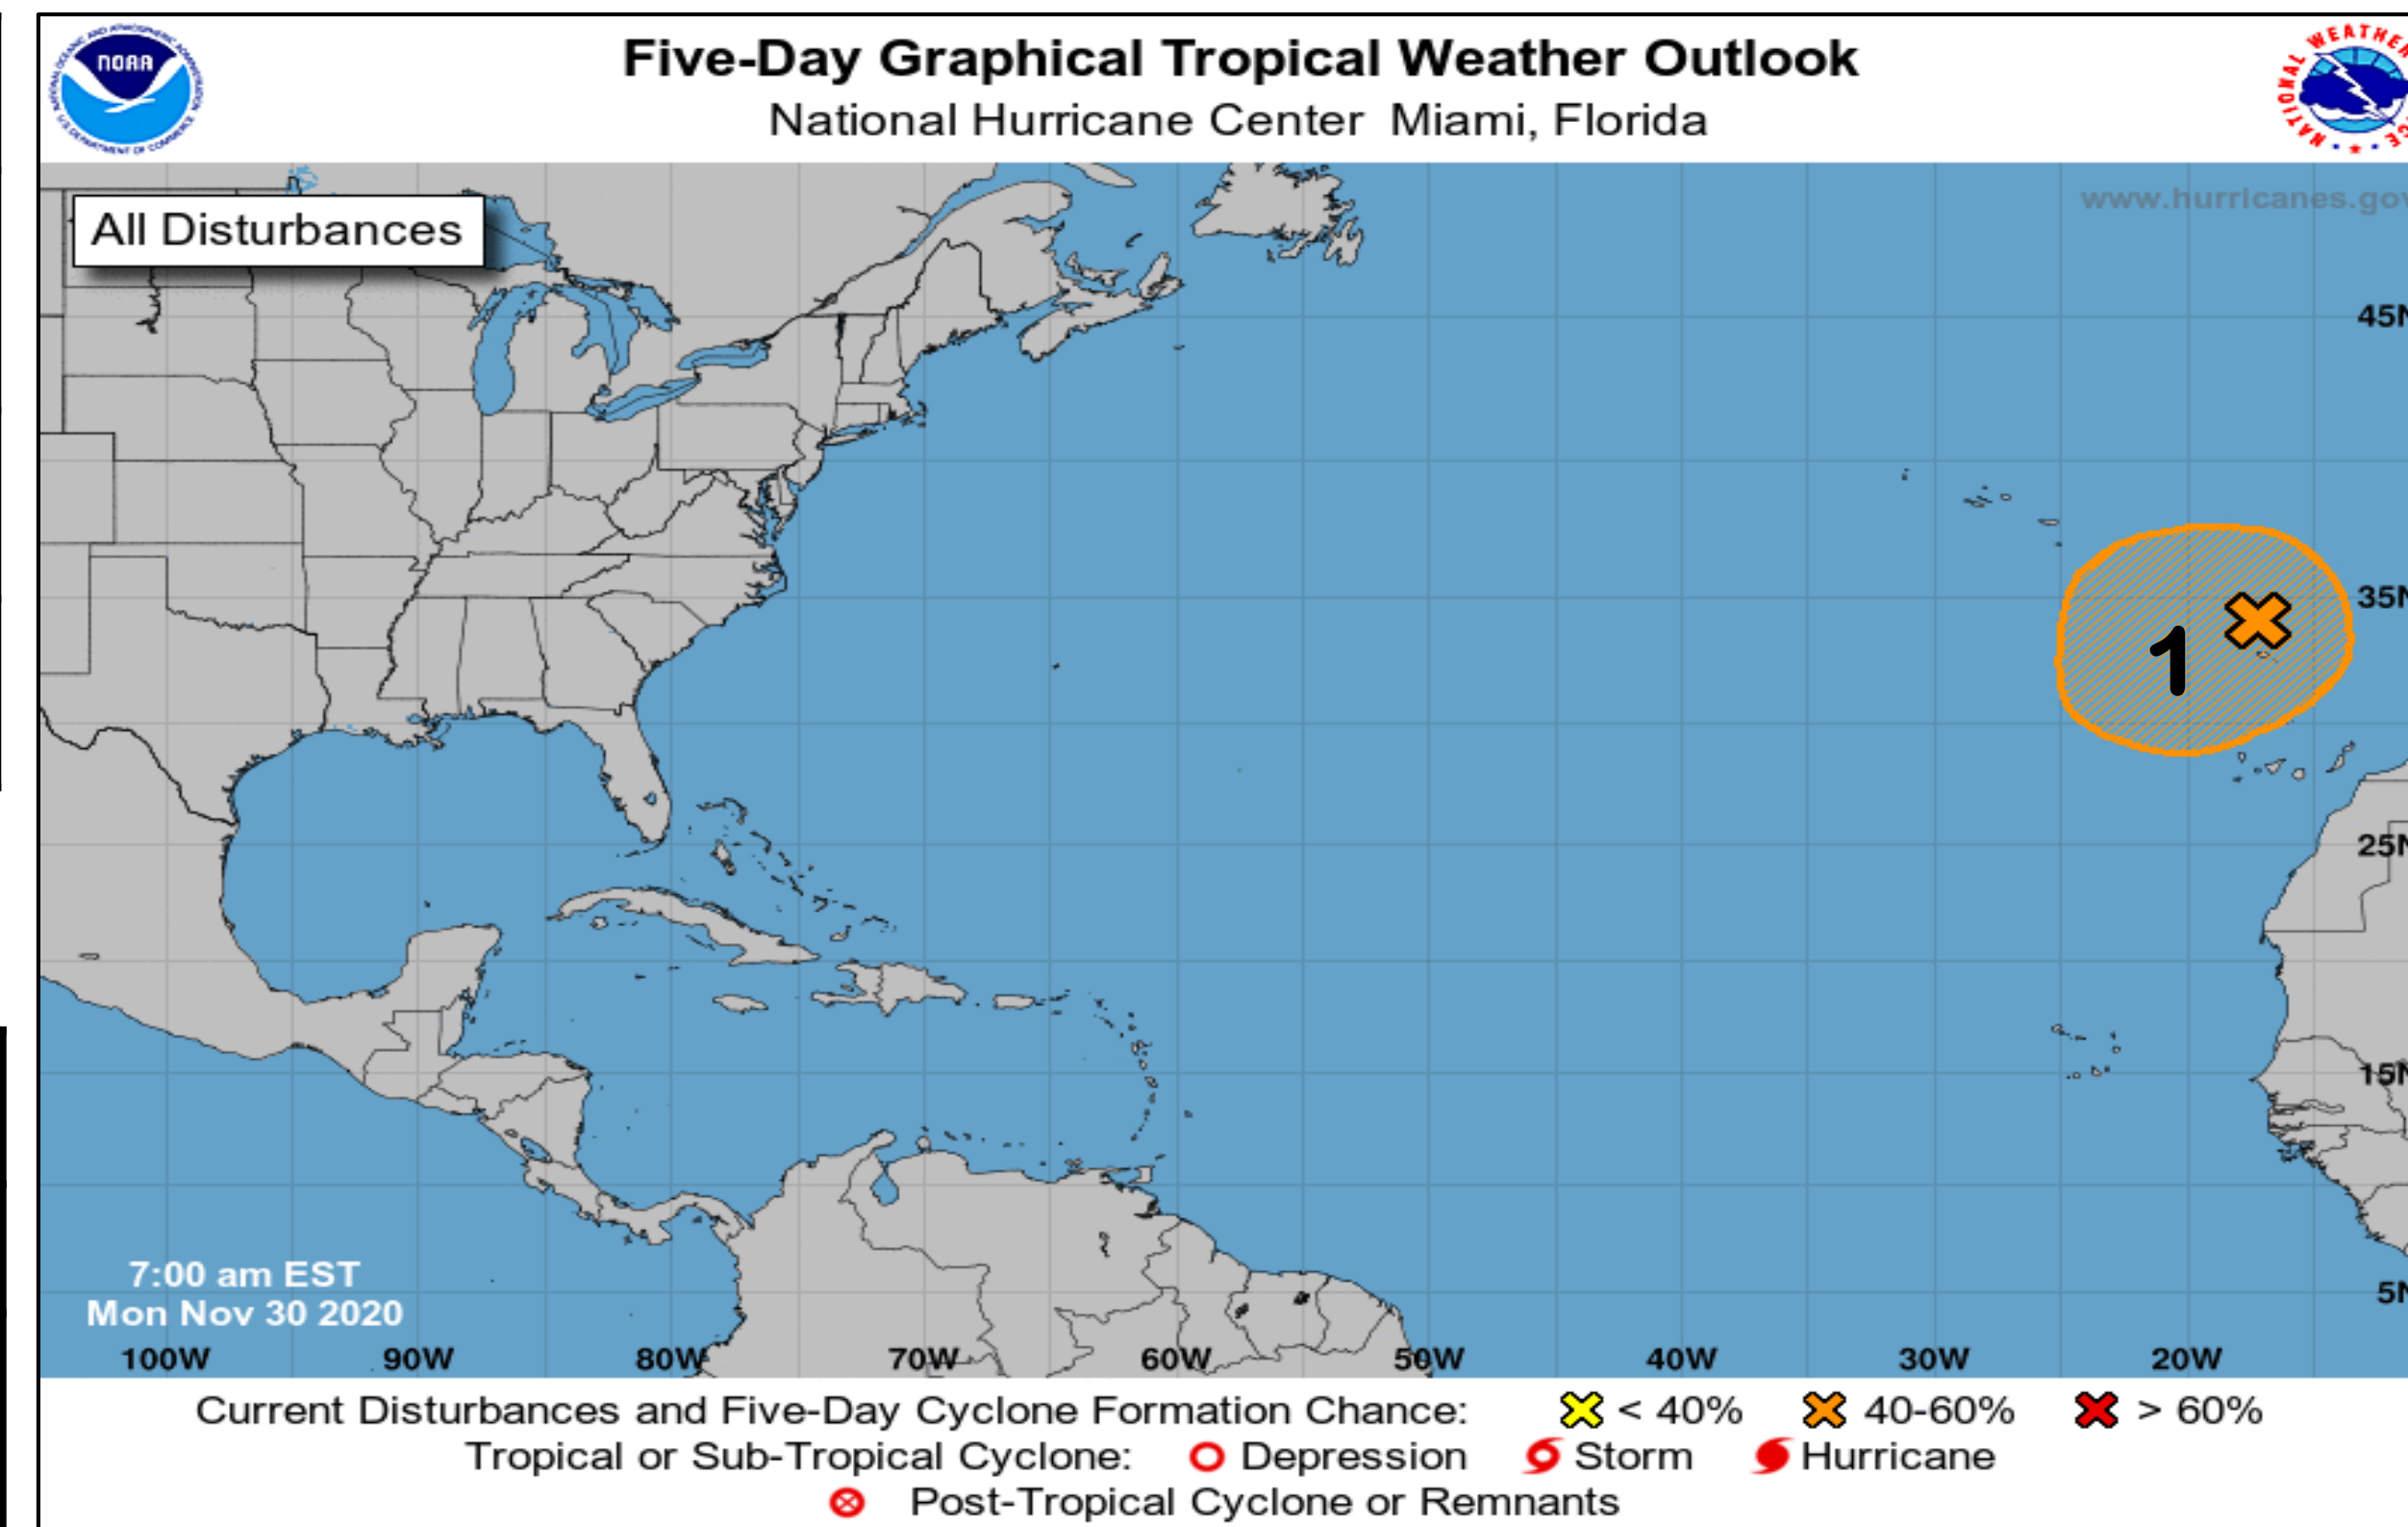 Five-Day Graphical Tropical Weather Outlook
National Hurricane Center Miami, Florida
NOAA
NATIONAL WEATHER
www.hurricanes.gov
All Disturbances
45N
35N
1
25N
15N
5N
7:00 am EST
Mon Nov 30 2020
100W 90W 80W 70W 60W 50W 40W 30W 20W
Current Disturbances and Five-Day Cyclone Formation Chance: < 40% 40-60% > 60%
Tropical or Sub-Tropical Cyclone: Depression Storm Hurricane
Post-Tropical Cyclone or Remnants